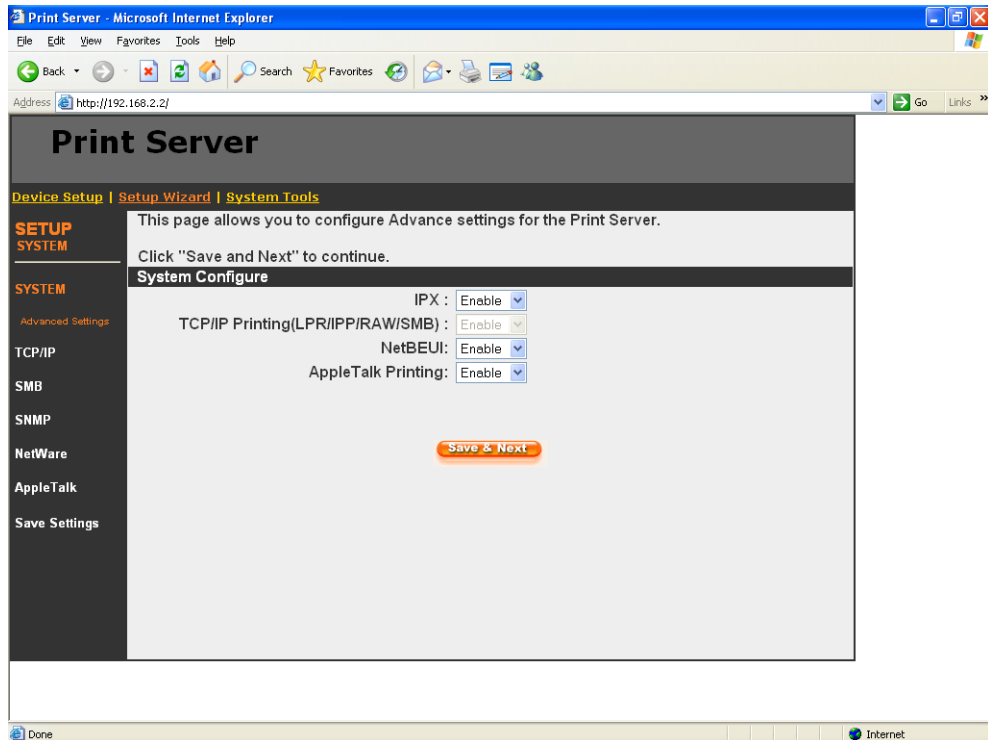 Print Server - Microsoft Internet Explorer
File Edit View Favorites Tools Help
Back Search Favorites
Address http://192.168.2.2/ Go Links »
Print Server
Device Setup | Setup Wizard | System Tools
SETUP
SYSTEM
SYSTEM
Advanced Settings
TCP/IP
SMB
SNMP
NetWare
AppleTalk
Save Settings
This page allows you to configure Advance settings for the Print Server.
Click "Save and Next" to continue.
System Configure
IPX : Enable
TCP/IP Printing(LPR/IPP/RAW/SMB) : Enable
NetBEUI: Enable
AppleTalk Printing: Enable
Save & Next
Done Internet